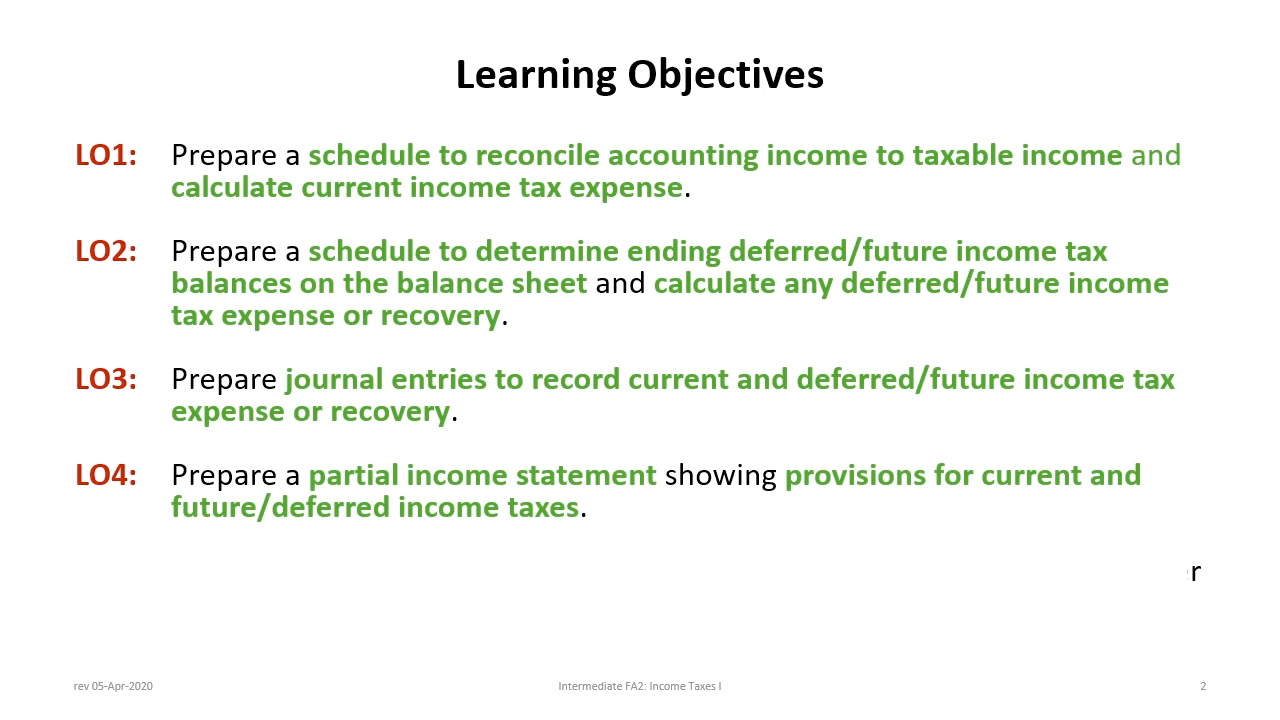 Learning Objectives
LO1: Prepare a schedule to reconcile accounting income to taxable income and
calculate current income tax expense.
LO2: Prepare a schedule to determine ending deferred/future income tax
balances on the balance sheet and calculate any deferred/future income
tax expense or recovery.
LO3: Prepare journal entries to record current and deferred/future income tax
expense or recovery.
LO4: Prepare a partial income statement showing provisions for current and
future/deferred income taxes.
rev 05-Apr-2020
Intermediate FA2: Income Taxes I
2